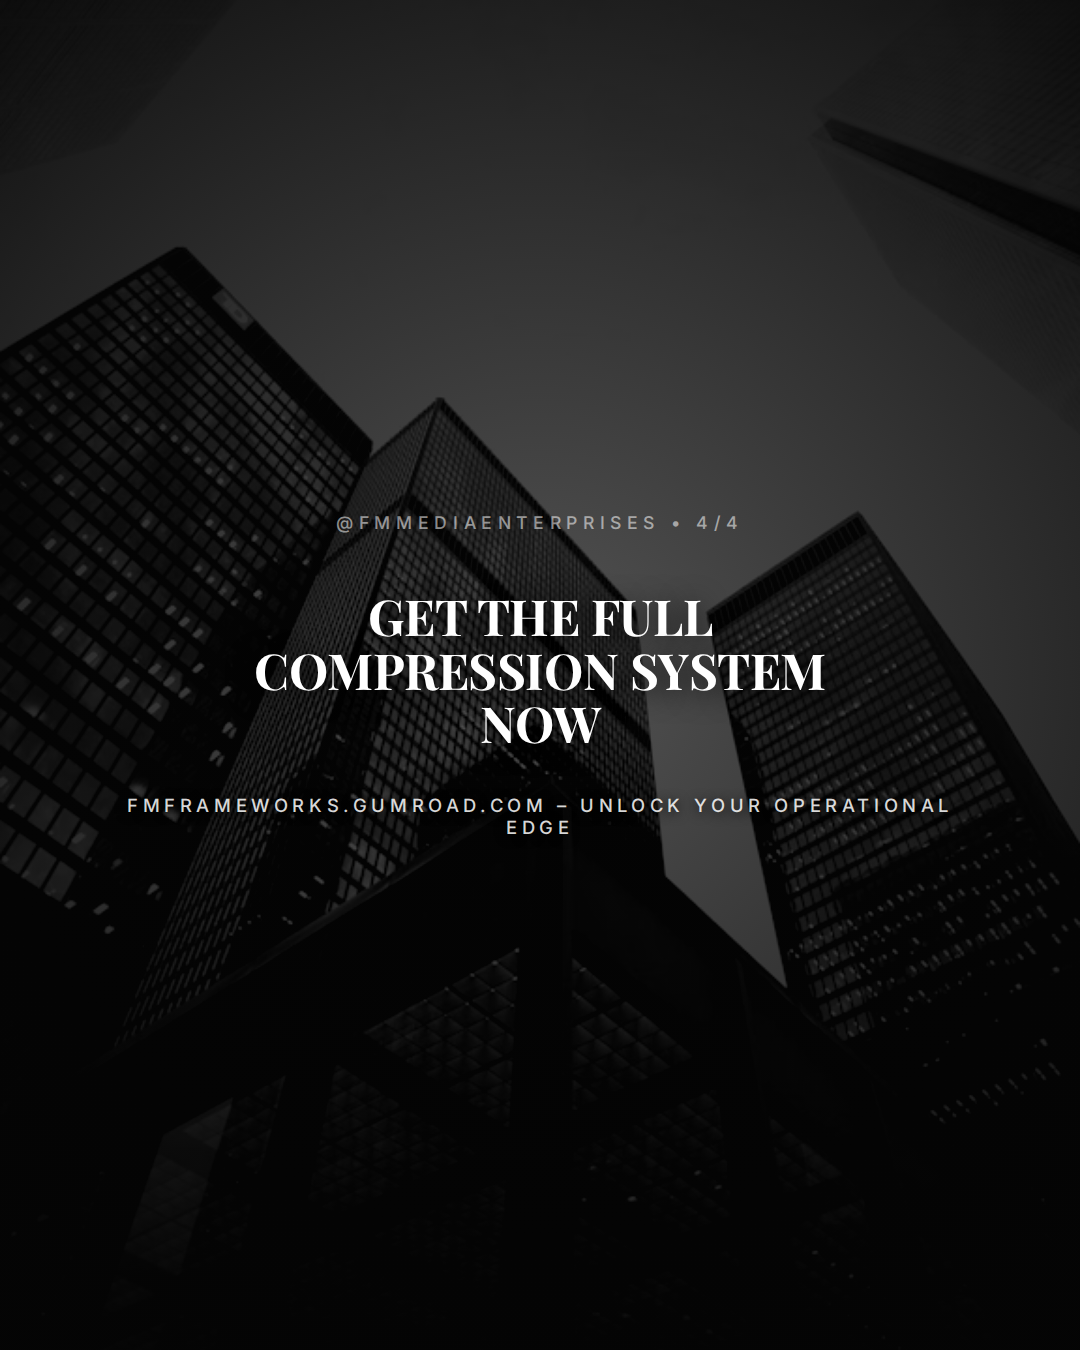 @FMMEDIAENTERPRISES • 4/4
GET THE FULL
COMPRESSION SYSTEM
NOW
FMFRAMEWORKS.GUMROAD.COM – UNLOCK YOUR OPERATIONAL
EDGE